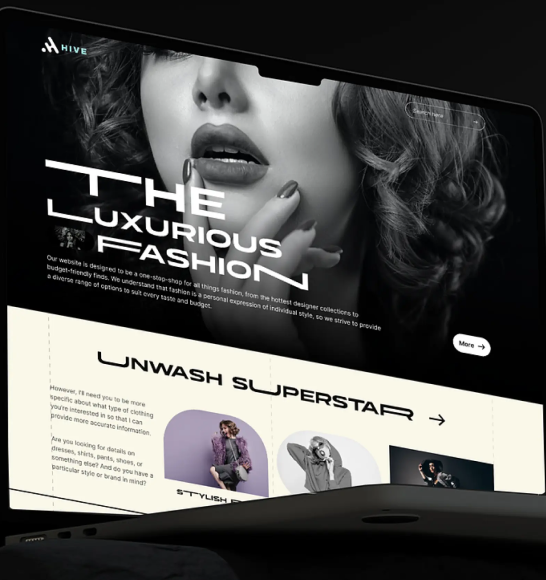 HIVE
Search here
THE
LUXURIOUS
FASHION
Our website is designed to be a one-stop-shop for all things fashion, from the hottest designer collections to
budget-friendly finds. We understand that fashion is a personal expression of individual style, so we strive to provide
a diverse range of options to suit every taste and budget.
More →
UNWASH SUPERSTAR →
However, I'll need you to be more
specific about what type of clothing
you're interested in so that I can
provide more accurate information.
Are you looking for details on
dresses, shirts, pants, shoes, or
something else? And do you have a
particular style or brand in mind?
STYLISH